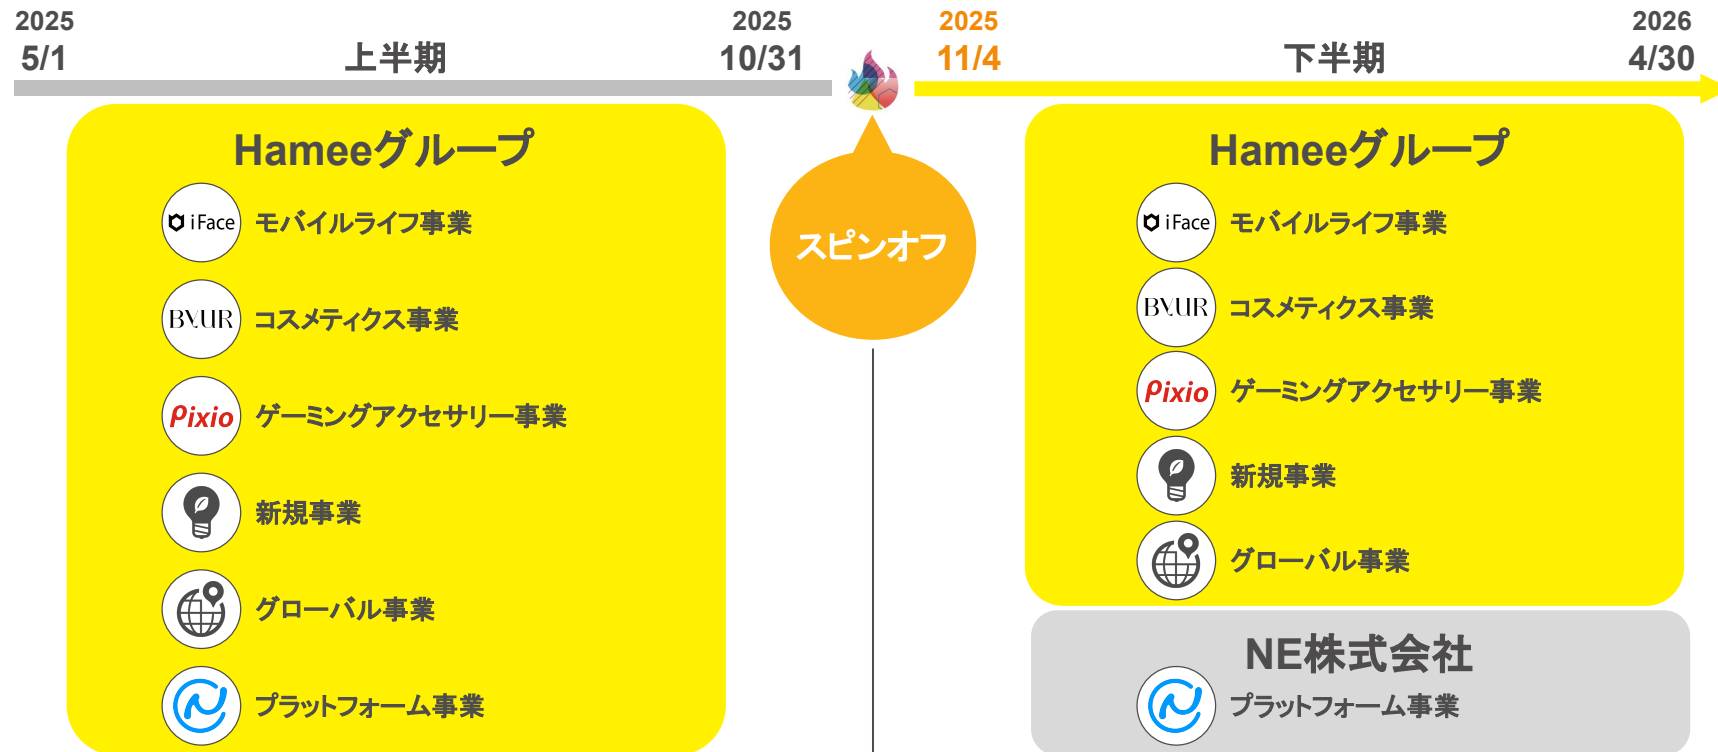 2025
5/1
上半期
2025
10/31
2025
11/4
下半期
2026
4/30
Hameeグループ
iFace モバイルライフ事業
BYUR コスメティクス事業
Pixio ゲーミングアクセサリー事業
新規事業
グローバル事業
プラットフォーム事業
スピンオフ
Hameeグループ
iFace モバイルライフ事業
BYUR コスメティクス事業
Pixio ゲーミングアクセサリー事業
新規事業
グローバル事業
NE株式会社
プラットフォーム事業